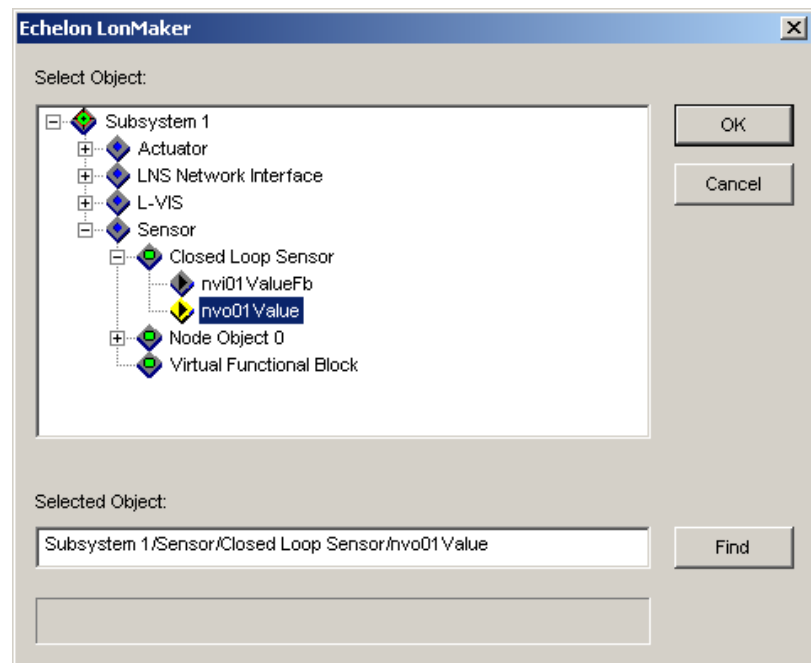 Echelon LonMaker
Select Object:
Subsystem 1
Actuator
LNS Network Interface
L-VIS
Sensor
Closed Loop Sensor
nvi01ValueFb
nvo01Value
Node Object 0
Virtual Functional Block
OK
Cancel
Selected Object:
Subsystem 1/Sensor/Closed Loop Sensor/nvo01Value
Find